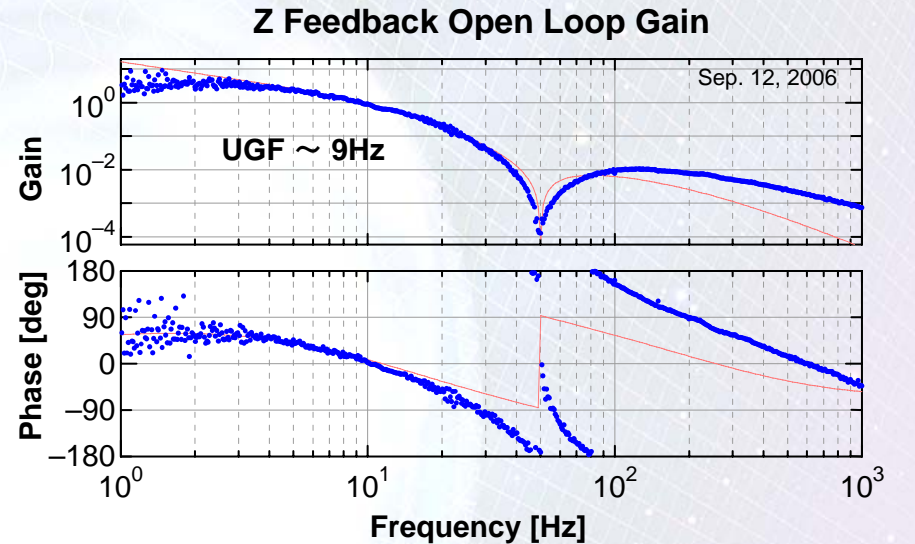 Z Feedback Open Loop Gain
Sep. 12, 2006
10^0
UGF ～ 9Hz
10^−2
10^−4
Gain
180
90
0
−90
−180
Phase [deg]
10^0 10^1 10^2 10^3
Frequency [Hz]